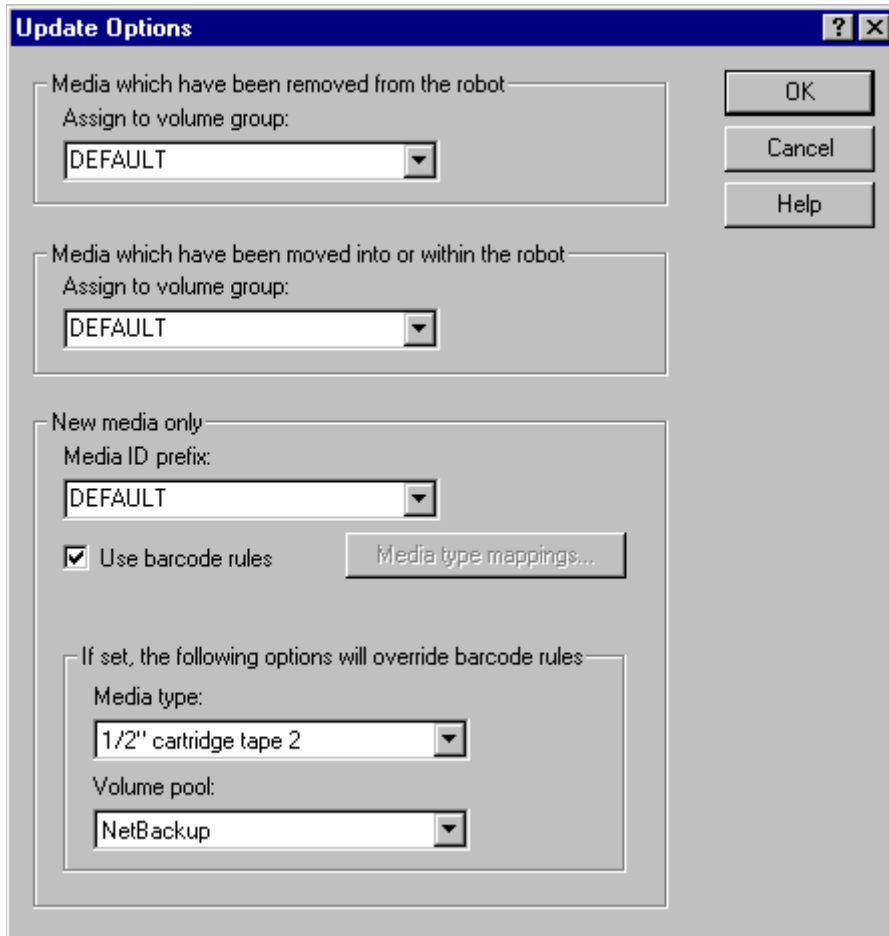 Update Options
Media which have been removed from the robot
Assign to volume group:
DEFAULT
OK
Cancel
Help
Media which have been moved into or within the robot
Assign to volume group:
DEFAULT
New media only
Media ID prefix:
DEFAULT
Use barcode rules
Media type mappings...
If set, the following options will override barcode rules
Media type:
1/2" cartridge tape 2
Volume pool:
NetBackup